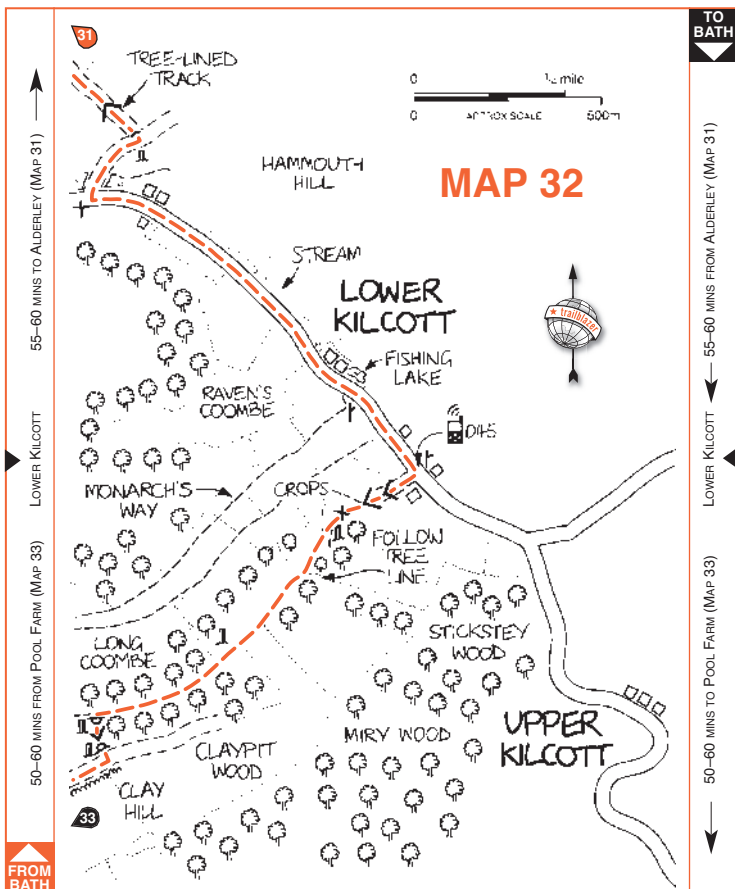 31
TREE-LINED
TRACK
0
1/2 mile
0
APPROX SCALE
500m
TO
BATH
MAP 32
HAMMOUTH
HILL
STREAM
LOWER
KILCOTT
★ trailblazer
FISHING
LAKE
RAVEN'S
COOMBE
D145
MONARCH'S
WAY
CROPS
FOLLOW
TREE
LINE
LONG
COOMBE
STICKSTEY
WOOD
MIRY WOOD
UPPER
KILCOTT
CLAYPIT
WOOD
CLAY
HILL
33
FROM
BATH
55–60 MINS TO ALDERLEY (MAP 31)
LOWER KILCOTT
50–60 MINS FROM POOL FARM (MAP 33)
55–60 MINS FROM ALDERLEY (MAP 31)
LOWER KILCOTT
50–60 MINS TO POOL FARM (MAP 33)